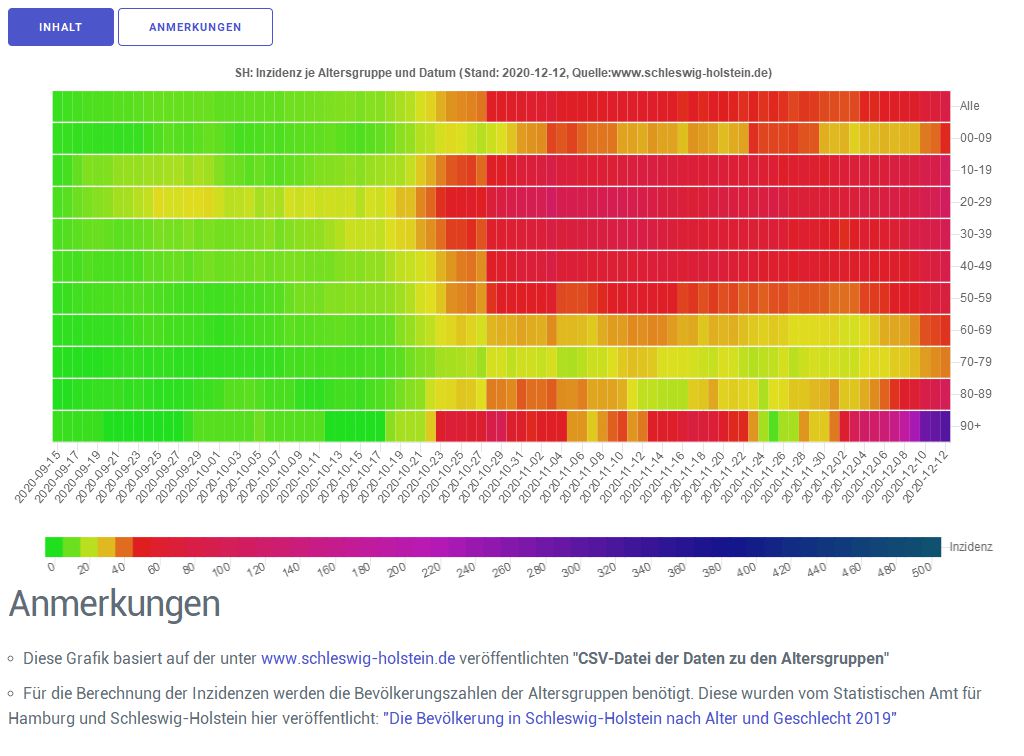 INHALT ANMERKUNGEN
SH: Inzidenz je Altersgruppe und Datum (Stand: 2020-12-12, Quelle:www.schleswig-holstein.de)
Alle
00-09
10-19
20-29
30-39
40-49
50-59
60-69
70-79
80-89
90+
2020-09-15 2020-09-17 2020-09-19 2020-09-21 2020-09-23 2020-09-25 2020-09-27 2020-09-29 2020-10-01 2020-10-03 2020-10-05 2020-10-07 2020-10-09 2020-10-11 2020-10-13 2020-10-15 2020-10-17 2020-10-19 2020-10-21 2020-10-23 2020-10-25 2020-10-27 2020-10-29 2020-10-31 2020-11-02 2020-11-04 2020-11-06 2020-11-08 2020-11-10 2020-11-12 2020-11-14 2020-11-16 2020-11-18 2020-11-20 2020-11-22 2020-11-24 2020-11-26 2020-11-28 2020-11-30 2020-12-02 2020-12-04 2020-12-06 2020-12-08 2020-12-10 2020-12-12
Inzidenz
0 20 40 60 80 100 120 140 160 180 200 220 240 260 280 300 320 340 360 380 400 420 440 460 480 500
Anmerkungen
Diese Grafik basiert auf der unter www.schleswig-holstein.de veröffentlichten "CSV-Datei der Daten zu den Altersgruppen"
Für die Berechnung der Inzidenzen werden die Bevölkerungszahlen der Altersgruppen benötigt. Diese wurden vom Statistischen Amt für
Hamburg und Schleswig-Holstein hier veröffentlicht: "Die Bevölkerung in Schleswig-Holstein nach Alter und Geschlecht 2019"